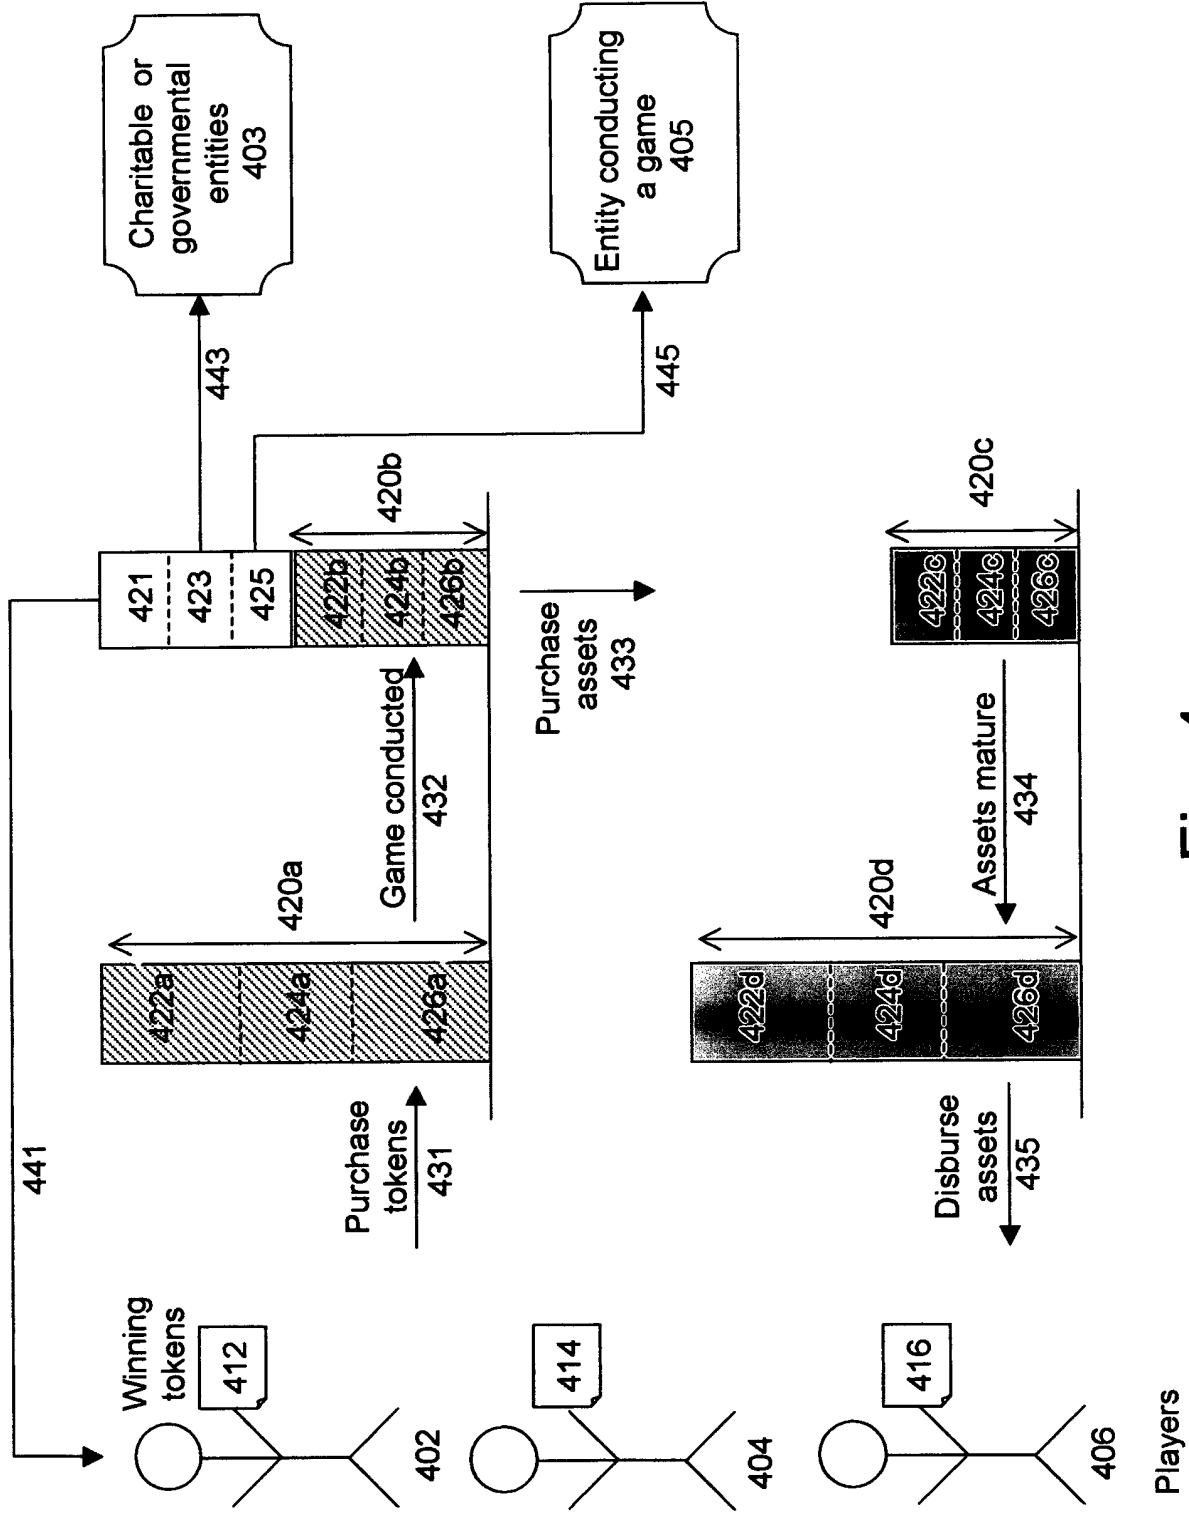 441
Winning
tokens
412
402
414
404
416
406
Players
Purchase
tokens
431
422a
424a
426a
420a
Game conducted
432
421
423
425
422b
424b
426b
420b
443
Charitable or
governmental
entities
403
445
Entity conducting
a game
405
Purchase
assets
433
422c
424c
426c
420c
Assets mature
434
422d
424d
426d
420d
Disburse
assets
435